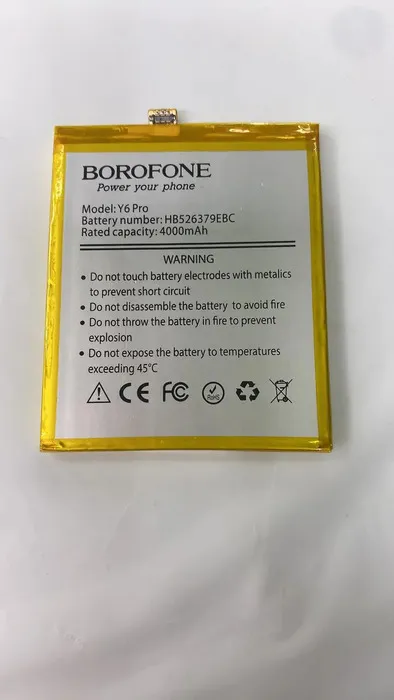 BOROFONE
Power your phone
Model: Y6 Pro
Battery number: HB526379EBC
Rated capacity: 4000mAh
WARNING
• Do not touch battery electrodes with metalics
to prevent short circuit
• Do not disassemble the battery to avoid fire
• Do not throw the battery in fire to prevent
explosion
• Do not expose the battery to temperatures
exceeding 45°C
CE FC RoHS